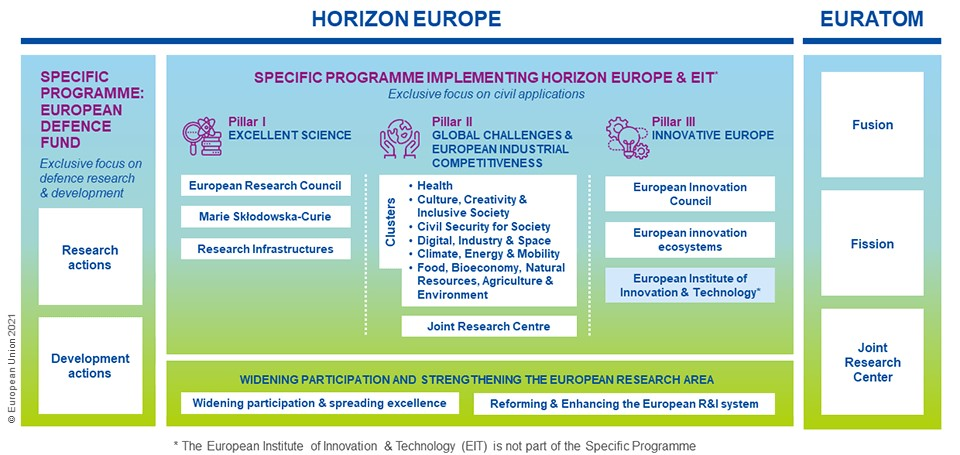 HORIZON EUROPE
EURATOM
SPECIFIC
PROGRAMME:
EUROPEAN
DEFENCE
FUND
Exclusive focus on
defence research
& development
Research
actions
Development
actions
SPECIFIC PROGRAMME IMPLEMENTING HORIZON EUROPE & EIT*
Exclusive focus on civil applications
Pillar I
EXCELLENT SCIENCE
European Research Council
Marie Skłodowska-Curie
Research Infrastructures
Pillar II
GLOBAL CHALLENGES &
EUROPEAN INDUSTRIAL
COMPETITIVENESS
Clusters
• Health
• Culture, Creativity &
Inclusive Society
• Civil Security for Society
• Digital, Industry & Space
• Climate, Energy & Mobility
• Food, Bioeconomy, Natural
Resources, Agriculture &
Environment
Joint Research Centre
Pillar III
INNOVATIVE EUROPE
European Innovation
Council
European innovation
ecosystems
European Institute of
Innovation & Technology*
WIDENING PARTICIPATION AND STRENGTHENING THE EUROPEAN RESEARCH AREA
Widening participation & spreading excellence
Reforming & Enhancing the European R&I system
Fusion
Fission
Joint
Research
Center
© European Union 2021
* The European Institute of Innovation & Technology (EIT) is not part of the Specific Programme